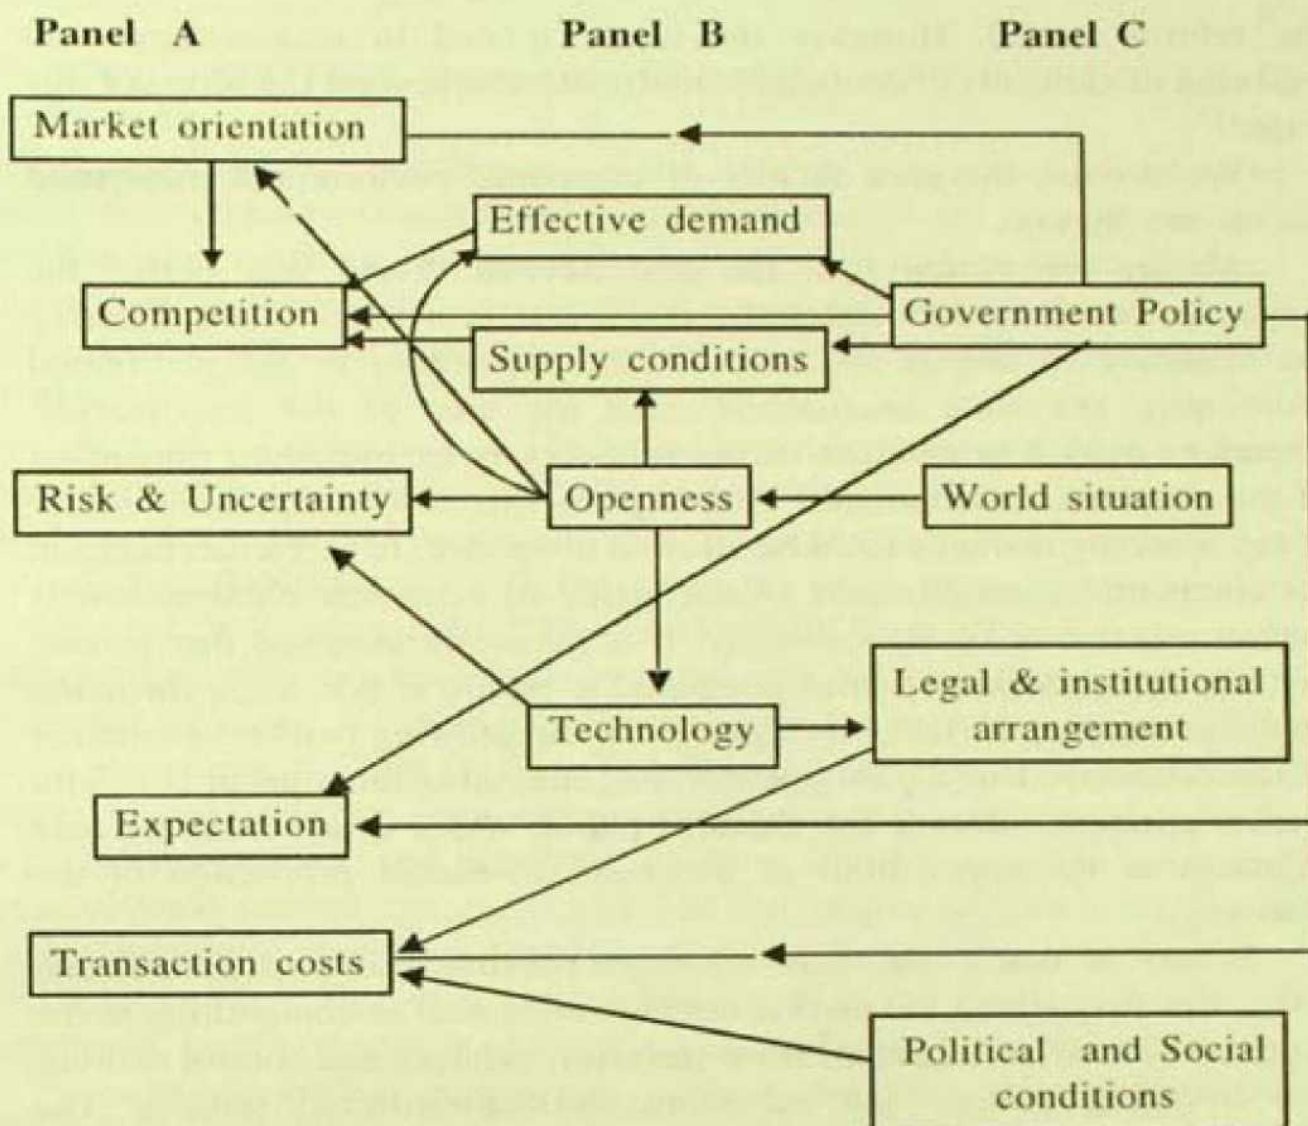 Panel A
Panel B
Panel C
Market orientation
Effective demand
Competition
Government Policy
Supply conditions
Risk & Uncertainty
Openness
World situation
Legal & institutional
arrangement
Technology
Expectation
Transaction costs
Political and Social
conditions